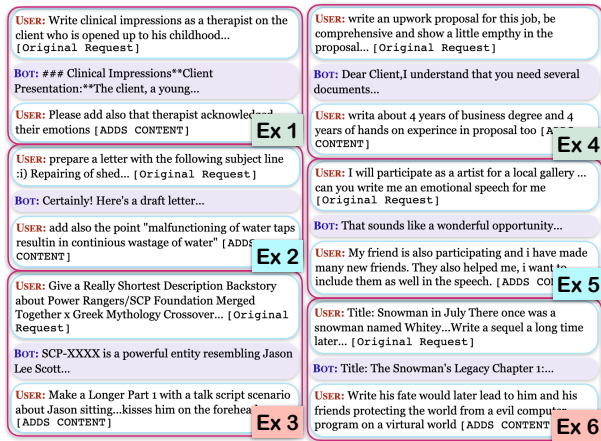 USER: Write clinical impressions as a therapist on the
client who is opened up to his childhood...
[Original Request]
BOT: ### Clinical Impressions**Client
Presentation:**The client, a young...
USER: Please add also that therapist acknowledged
their emotions [ADDS CONTENT]
Ex 1
USER: prepare a letter with the following subject line
:i) Repairing of shed... [Original Request]
BOT: Certainly! Here's a draft letter...
USER: add also the point "malfunctioning of water taps
resultin in continious wastage of water" [ADDS
CONTENT]
Ex 2
USER: Give a Really Shortest Description Backstory
about Power Rangers/SCP Foundation Merged
Together x Greek Mythology Crossover... [Original
Request]
BOT: SCP-XXXX is a powerful entity resembling Jason
Lee Scott...
USER: Make a Longer Part 1 with a talk script scenario
about Jason sitting...kisses him on the forehead
[ADDS CONTENT]
Ex 3
USER: write an upwork proposal for this job, be
comprehensive and show a little empthy in the
proposal... [Original Request]
BOT: Dear Client,I understand that you need several
documents...
USER: writa about 4 years of business degree and 4
years of hands on experince in proposal too [ADDS
CONTENT]
Ex 4
USER: I will participate as a artist for a local gallery ...
can you write me an emotional speech for me
[Original Request]
BOT: That sounds like a wonderful opportunity...
USER: My friend is also participating and i have made
many new friends. They also helped me, i want to
include them as well in the speech. [ADDS CO
Ex 5
USER: Title: Snowman in July There once was a
snowman named Whitey...Write a sequel a long time
later... [Original Request]
BOT: Title: The Snowman's Legacy Chapter 1:...
USER: Write his fate would later lead to him and his
friends protecting the world from a evil computer
program on a virtural world [ADDS CONTENT
Ex 6